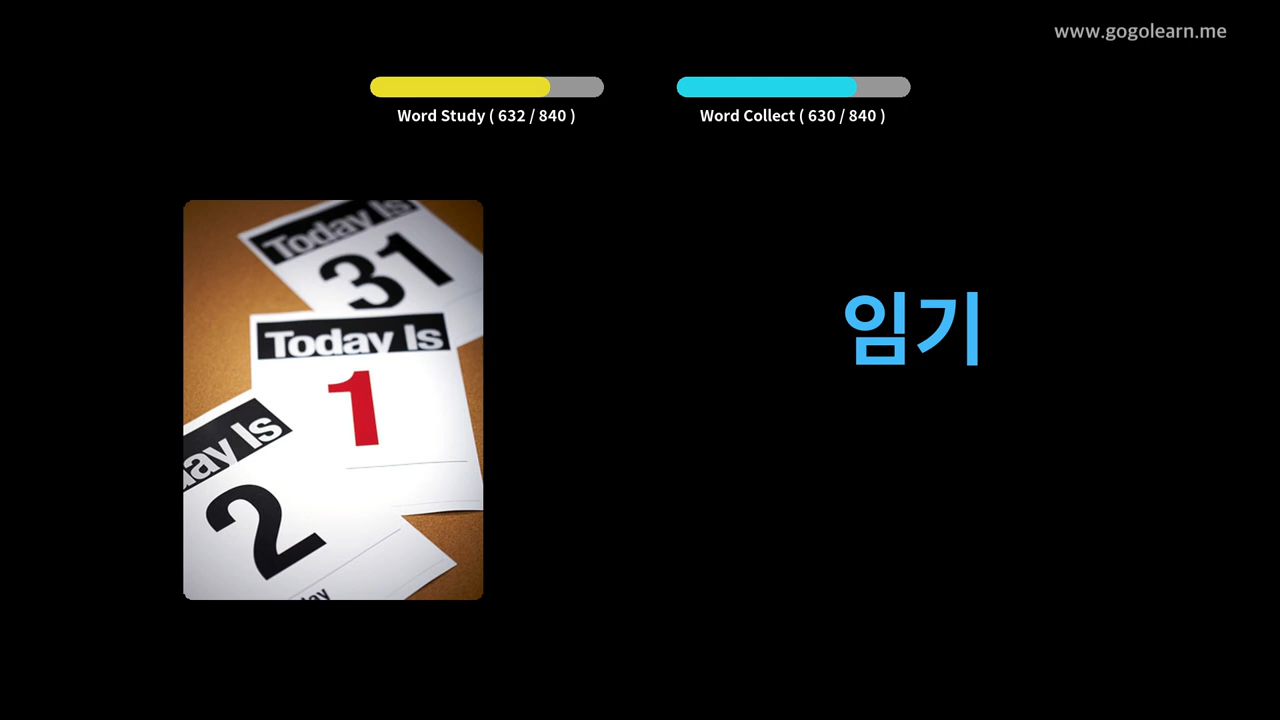 www.gogolearn.me
Word Study ( 632 / 840 )
Word Collect ( 630 / 840 )
Today Is
31
Today Is
1
ay Is
2
임기